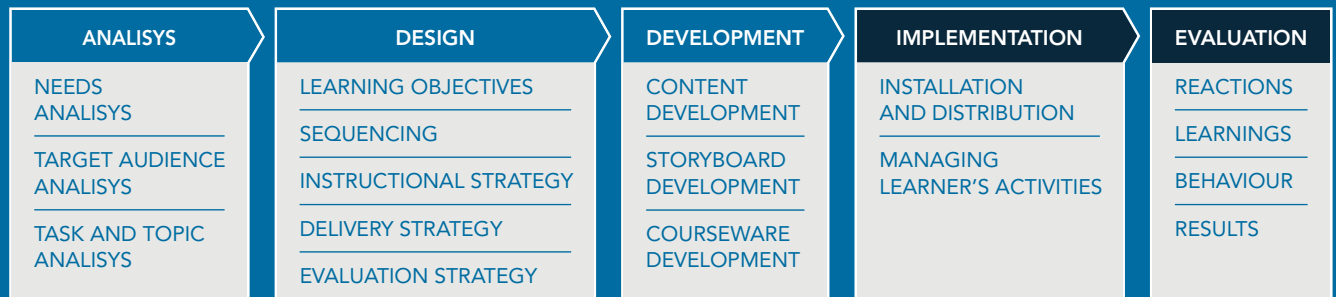 ANALISYS
NEEDS
ANALISYS
TARGET AUDIENCE
ANALISYS
TASK AND TOPIC
ANALISYS
DESIGN
LEARNING OBJECTIVES
SEQUENCING
INSTRUCTIONAL STRATEGY
DELIVERY STRATEGY
EVALUATION STRATEGY
DEVELOPMENT
CONTENT
DEVELOPMENT
STORYBOARD
DEVELOPMENT
COURSEWARE
DEVELOPMENT
IMPLEMENTATION
INSTALLATION
AND DISTRIBUTION
MANAGING
LEARNER’S ACTIVITIES
EVALUATION
REACTIONS
LEARNINGS
BEHAVIOUR
RESULTS